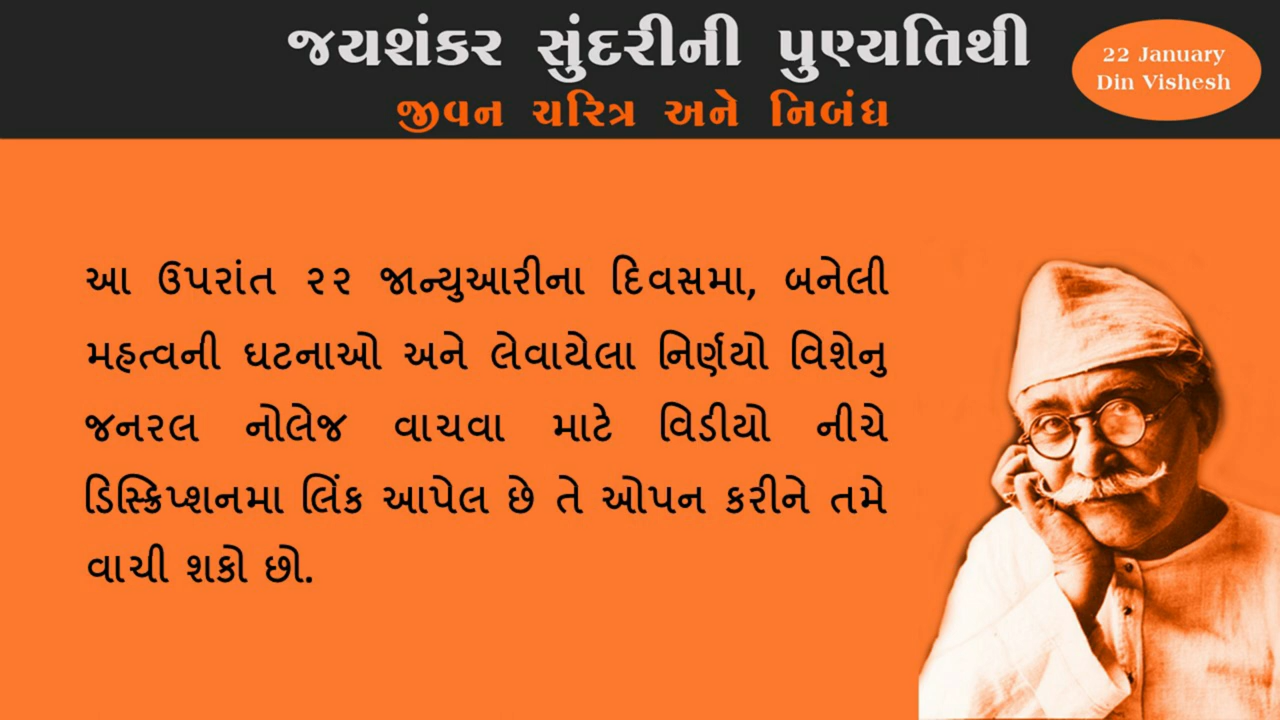 જયશંકર સુંદરીની પુણ્યતિથી
જીવન ચરિત્ર અને નિબંધ
22 January
Din Vishesh
આ ઉપરાંત ૨૨ જાન્યુઆરીના દિવસમા, બનેલી
મહત્વની ઘટનાઓ અને લેવાયેલા નિર્ણયો વિશેનુ
જનરલ નોલેજ વાચવા માટે વિડીયો નીચે
ડિસ્ક્રિપ્શનમા લિંક આપેલ છે તે ઓપન કરીને તમે
વાચી શકો છો.